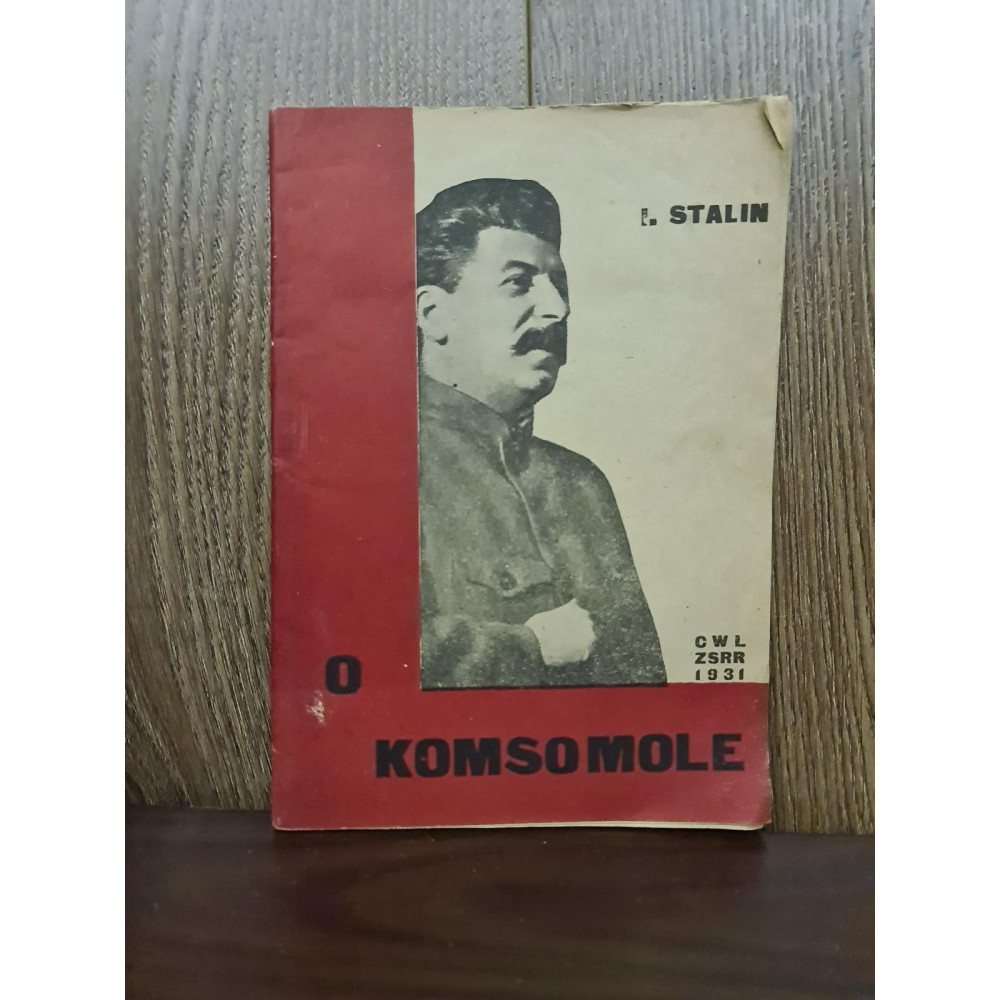 I. STALIN
CWL
ZSRR
1931
O
KOMSOMOLE